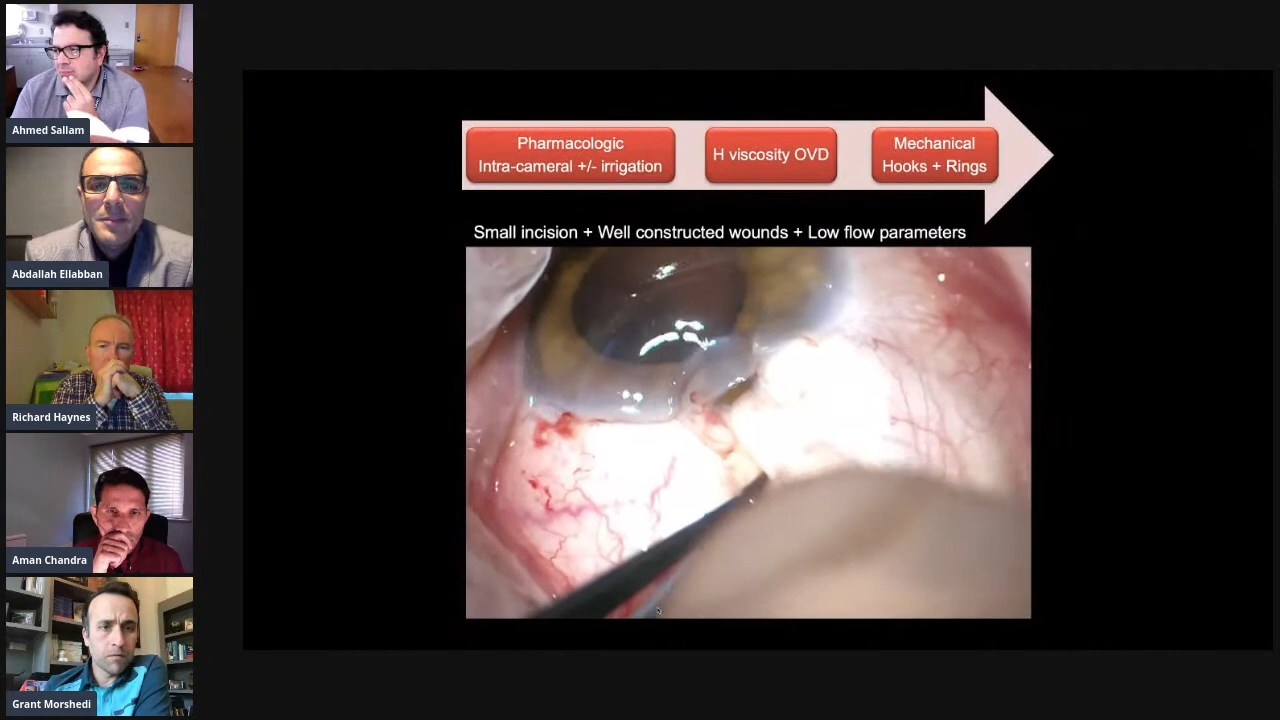 Ahmed Sallam
Abdallah Ellabban
Richard Haynes
Aman Chandra
Grant Morshedi
Pharmacologic
Intra-cameral +/- irrigation
H viscosity OVD
Mechanical
Hooks + Rings
Small incision + Well constructed wounds + Low flow parameters